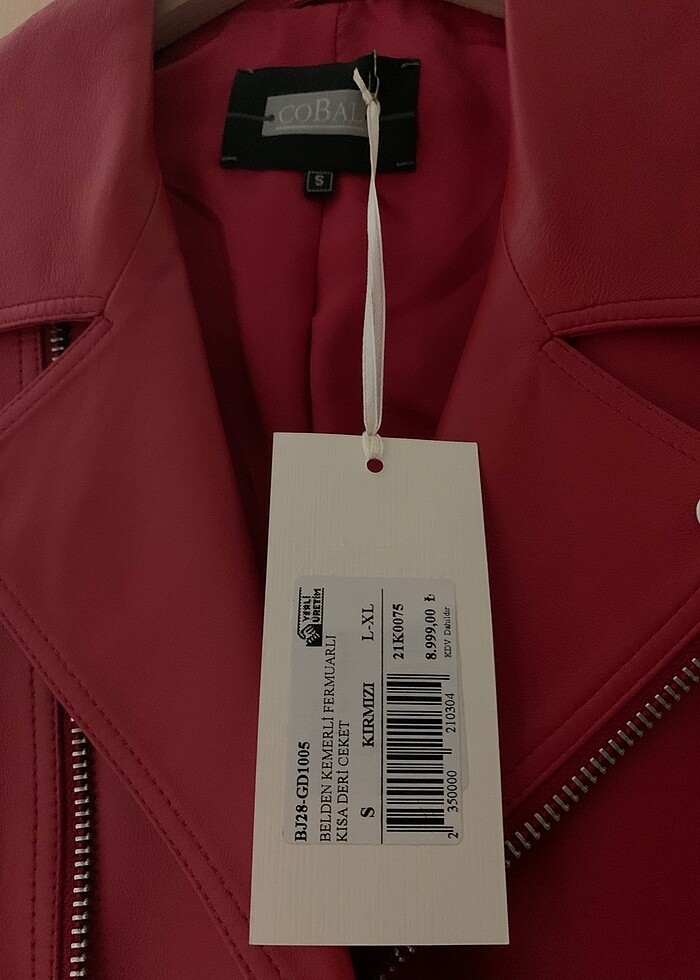 COBAL
S
YERLİ
ÜRETİM
BJ28-GD1005
BELDEN KEMERLİ FERMUARLI
KISA DERİ CEKET
S KIRMIZI L-XL
21K0075
8.999,00 ₺
KDV Dahildir
2 350000 210304